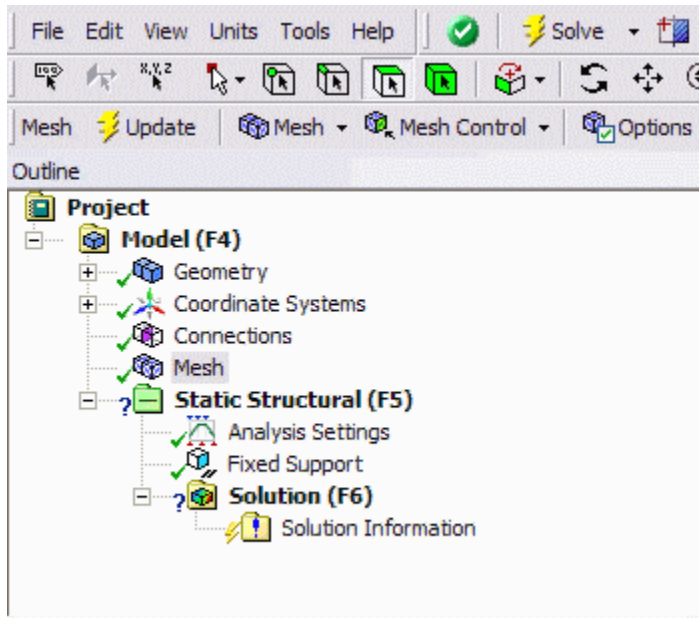 File Edit View Units Tools Help Solve
X,Y,Z
Mesh Update Mesh Mesh Control Options
Outline
Project
Model (F4)
Geometry
Coordinate Systems
Connections
Mesh
? Static Structural (F5)
Analysis Settings
Fixed Support
? Solution (F6)
Solution Information